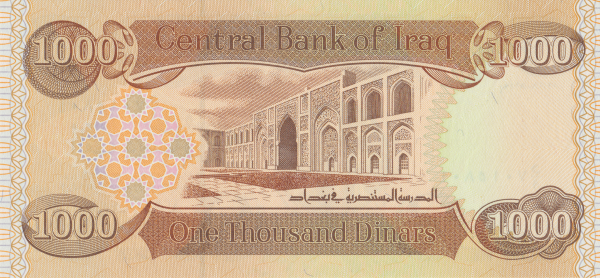 1000 Central Bank of Iraq 1000
المدرسة المستنصرية في بغداد
1000 One Thousand Dinars 1000